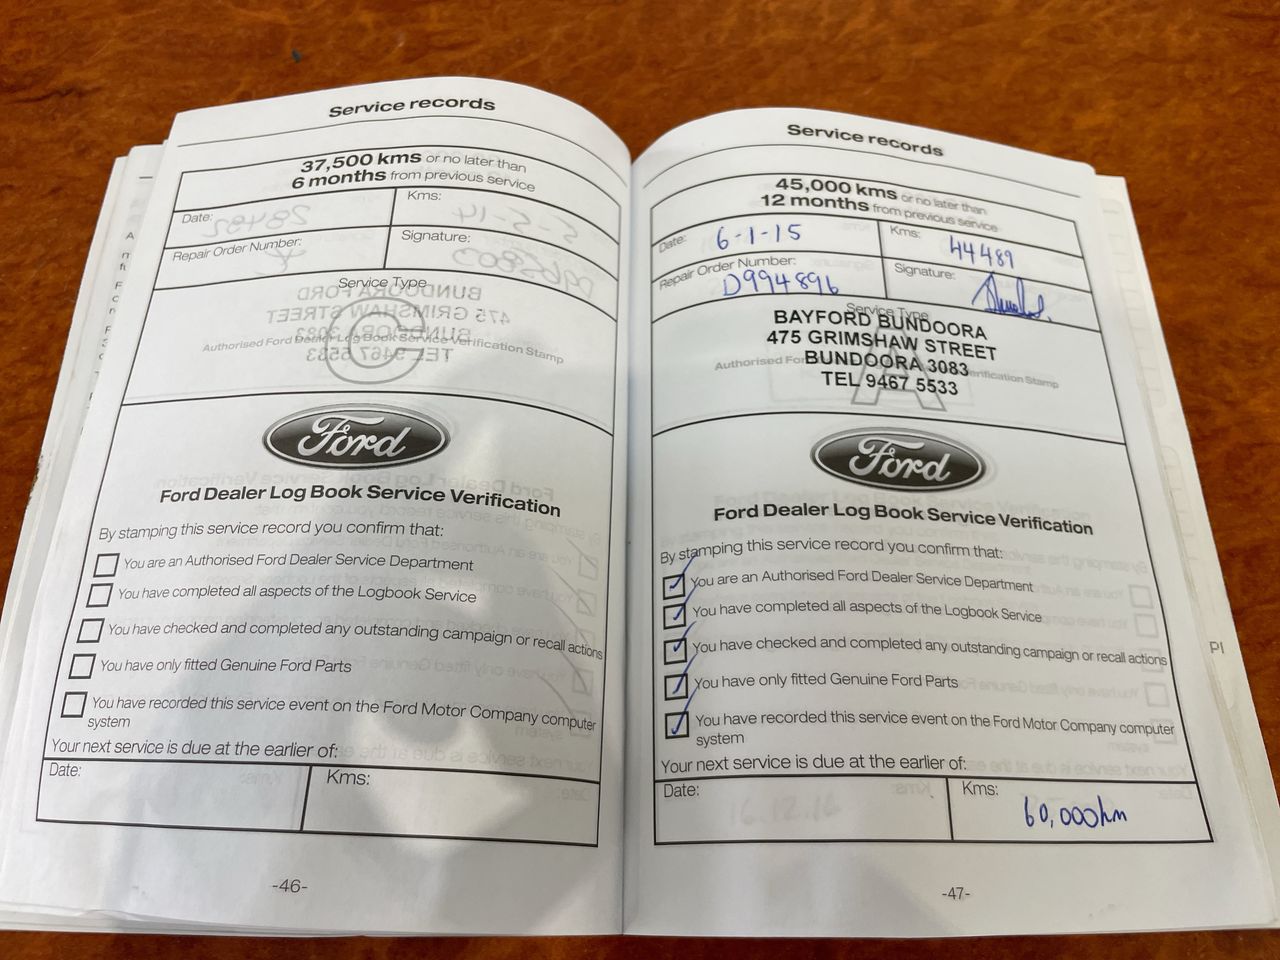 Service records
37,500 kms or no later than
6 months from previous service
Date:
Kms:
Repair Order Number:
Signature:
Service Type
C
Authorised Ford Dealer Log Book Service Verification Stamp
Ford
Ford Dealer Log Book Service Verification
By stamping this service record you confirm that:
You are an Authorised Ford Dealer Service Department
You have completed all aspects of the Logbook Service
You have checked and completed any outstanding campaign or recall actions
You have only fitted Genuine Ford Parts
You have recorded this service event on the Ford Motor Company computer
system
Your next service is due at the earlier of:
Date:
Kms:
-46-
Service records
45,000 kms or no later than
12 months from previous service
Date: 6-1-15
Kms: 44489
Repair Order Number:
D994896
Signature:
Service Type
A
BAYFORD BUNDOORA
475 GRIMSHAW STREET
BUNDOORA 3083
TEL 9467 5533
Authorised For
erification Stamp
Ford
Ford Dealer Log Book Service Verification
By stamping this service record you confirm that:
You are an Authorised Ford Dealer Service Department
You have completed all aspects of the Logbook Service
You have checked and completed any outstanding campaign or recall actions
You have only fitted Genuine Ford Parts
You have recorded this service event on the Ford Motor Company computer
system
Your next service is due at the earlier of:
Date:
Kms:
60,000km
-47-
PI